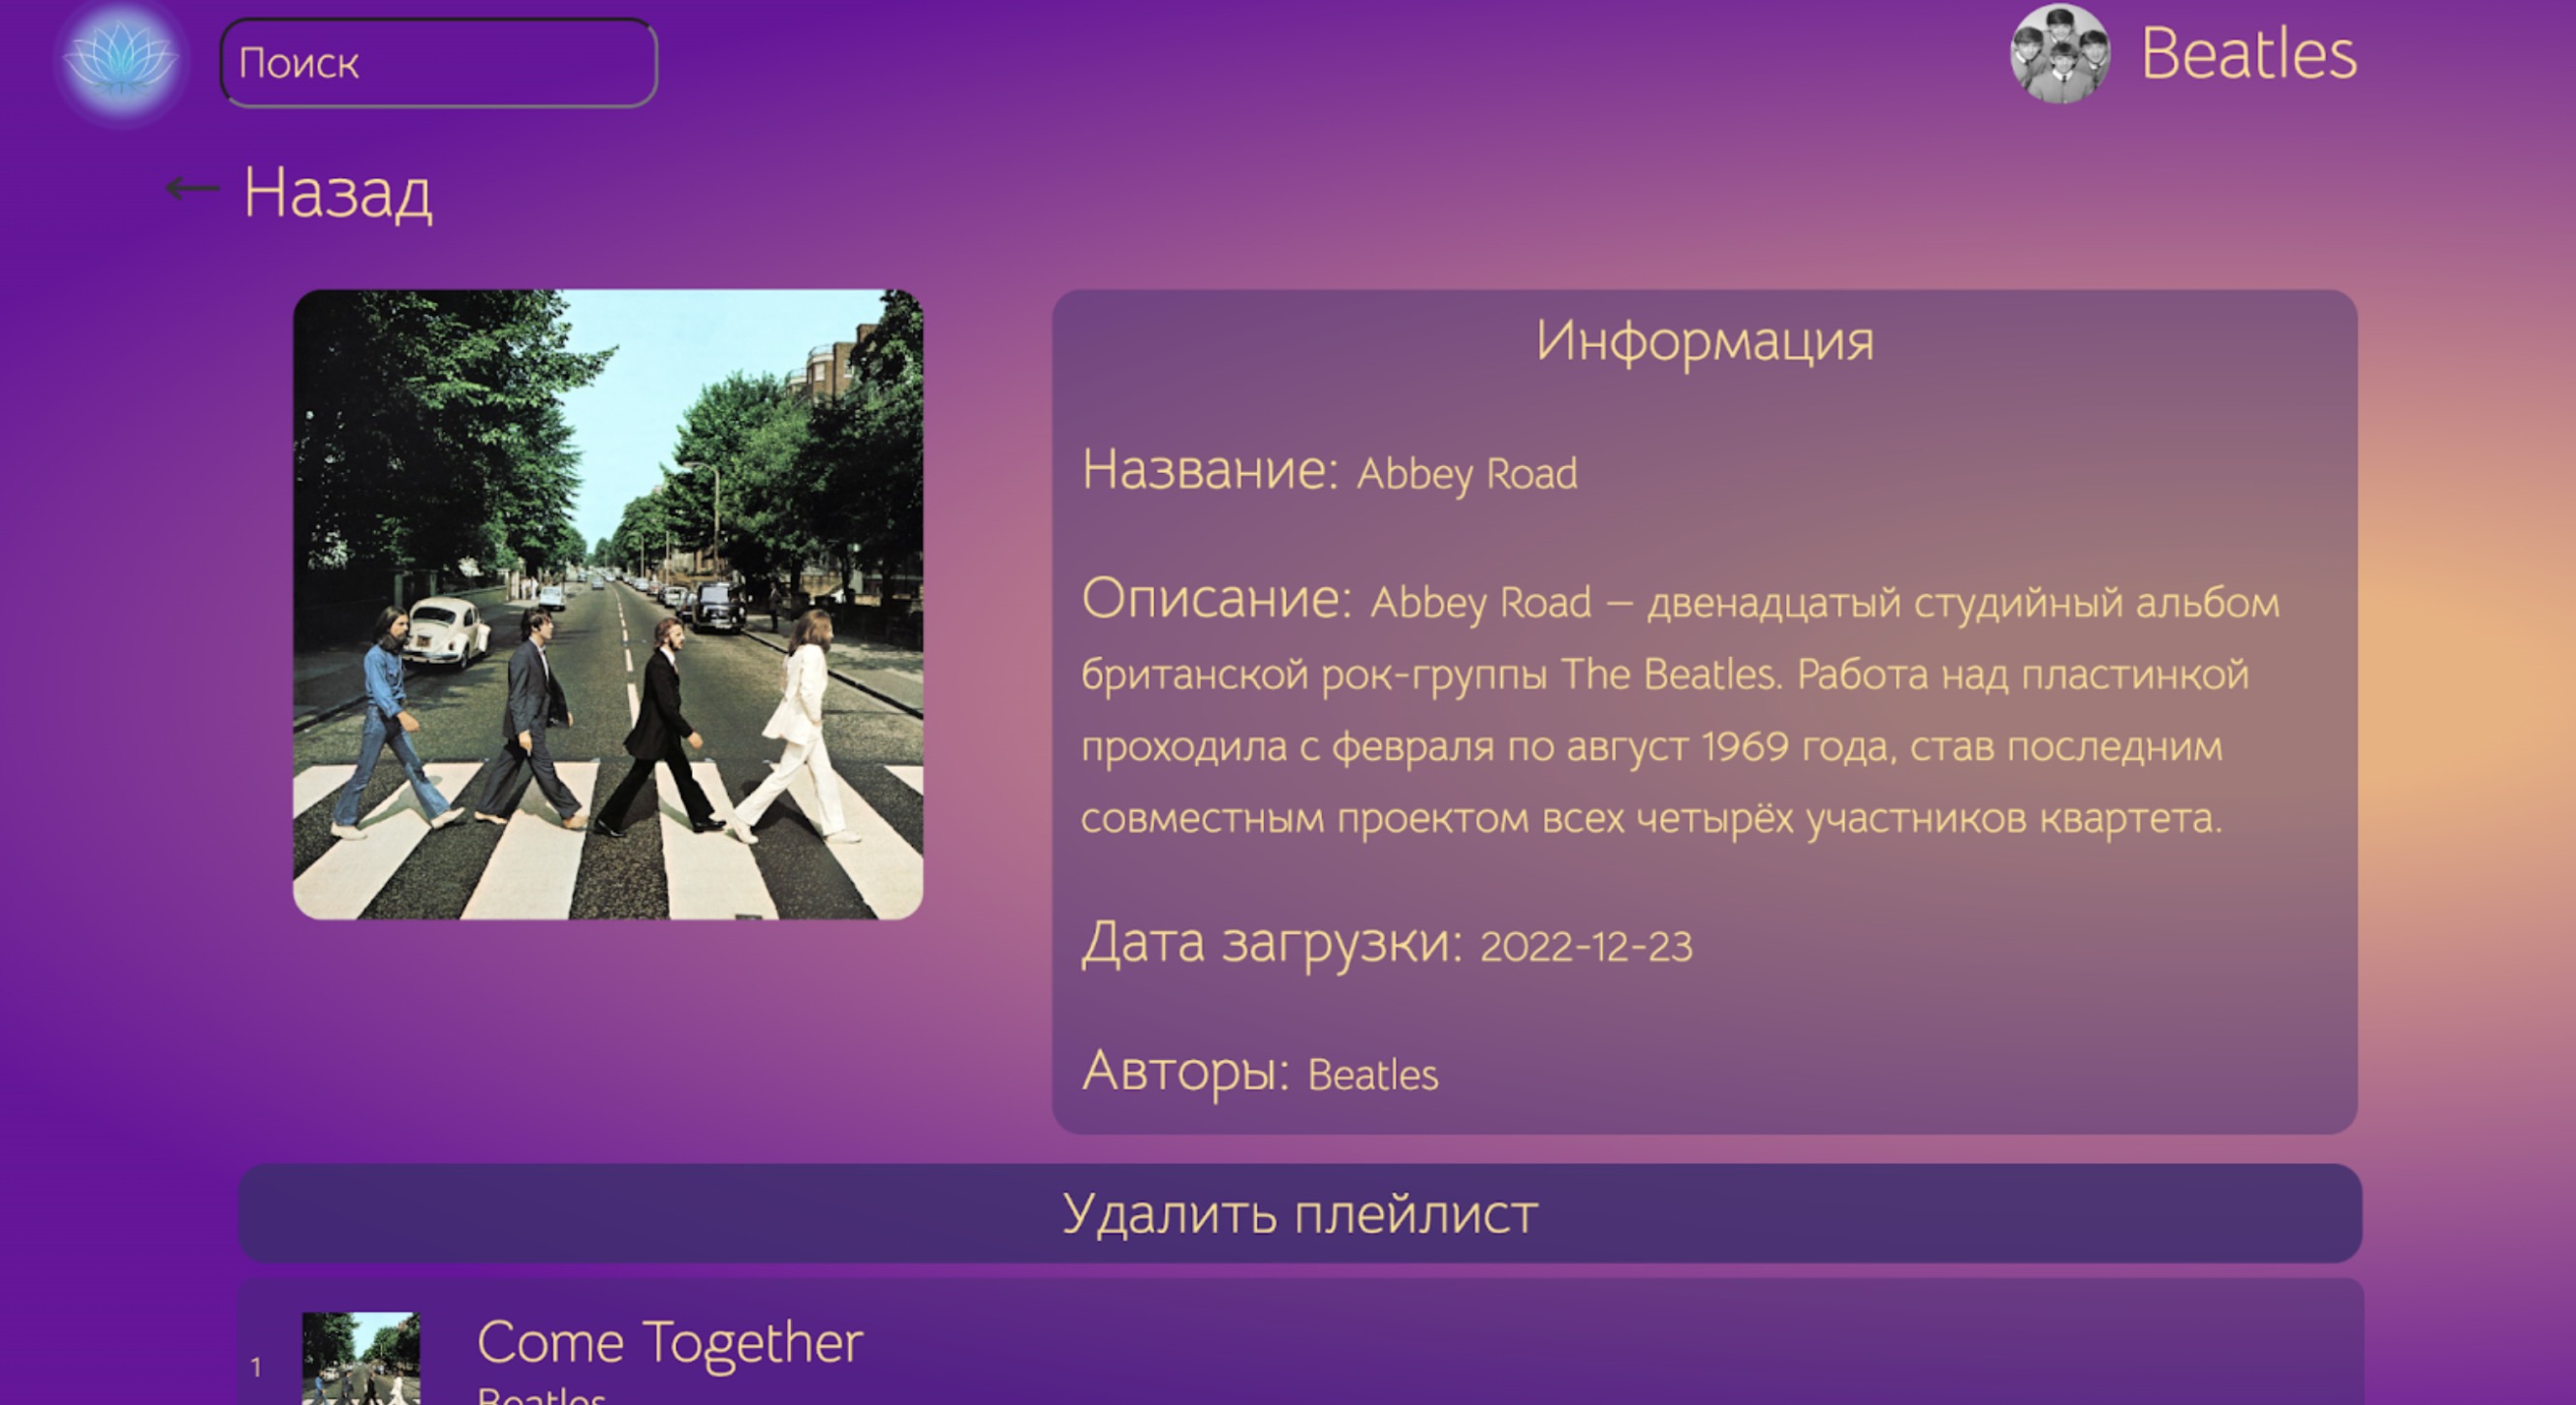 Поиск
Beatles
Назад
Информация
Название: Abbey Road
Описание: Abbey Road — двенадцатый студийный альбом
британской рок-группы The Beatles. Работа над пластинкой
проходила с февраля по август 1969 года, став последним
совместным проектом всех четырёх участников квартета.
Дата загрузки: 2022-12-23
Авторы: Beatles
Удалить плейлист
1
Come Together
Beatles